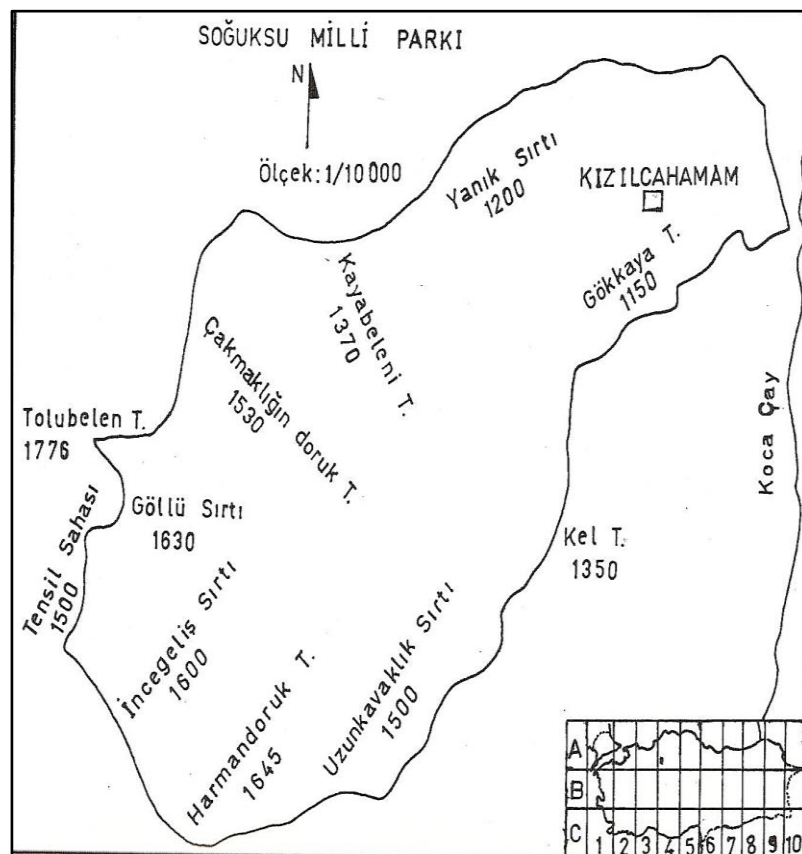 SOĞUKSU MİLLİ PARKI
N
Ölçek:1/10000
Yanık Sırtı
1200
KIZILCAHAMAM
Gökkaya T.
1150
Kayabeleni T.
1370
Çakmaklığın doruk T.
1530
Tolubelen T.
1776
Koca Çay
Göllü Sırtı
1630
Kel T.
1350
Tensil Sahası
1500
İncegeliş Sırtı
1600
Harmandoruk T.
1645
Uzunkavaklık Sırtı
1500
A
B
C
1 2 3 4 5 6 7 8 9 10